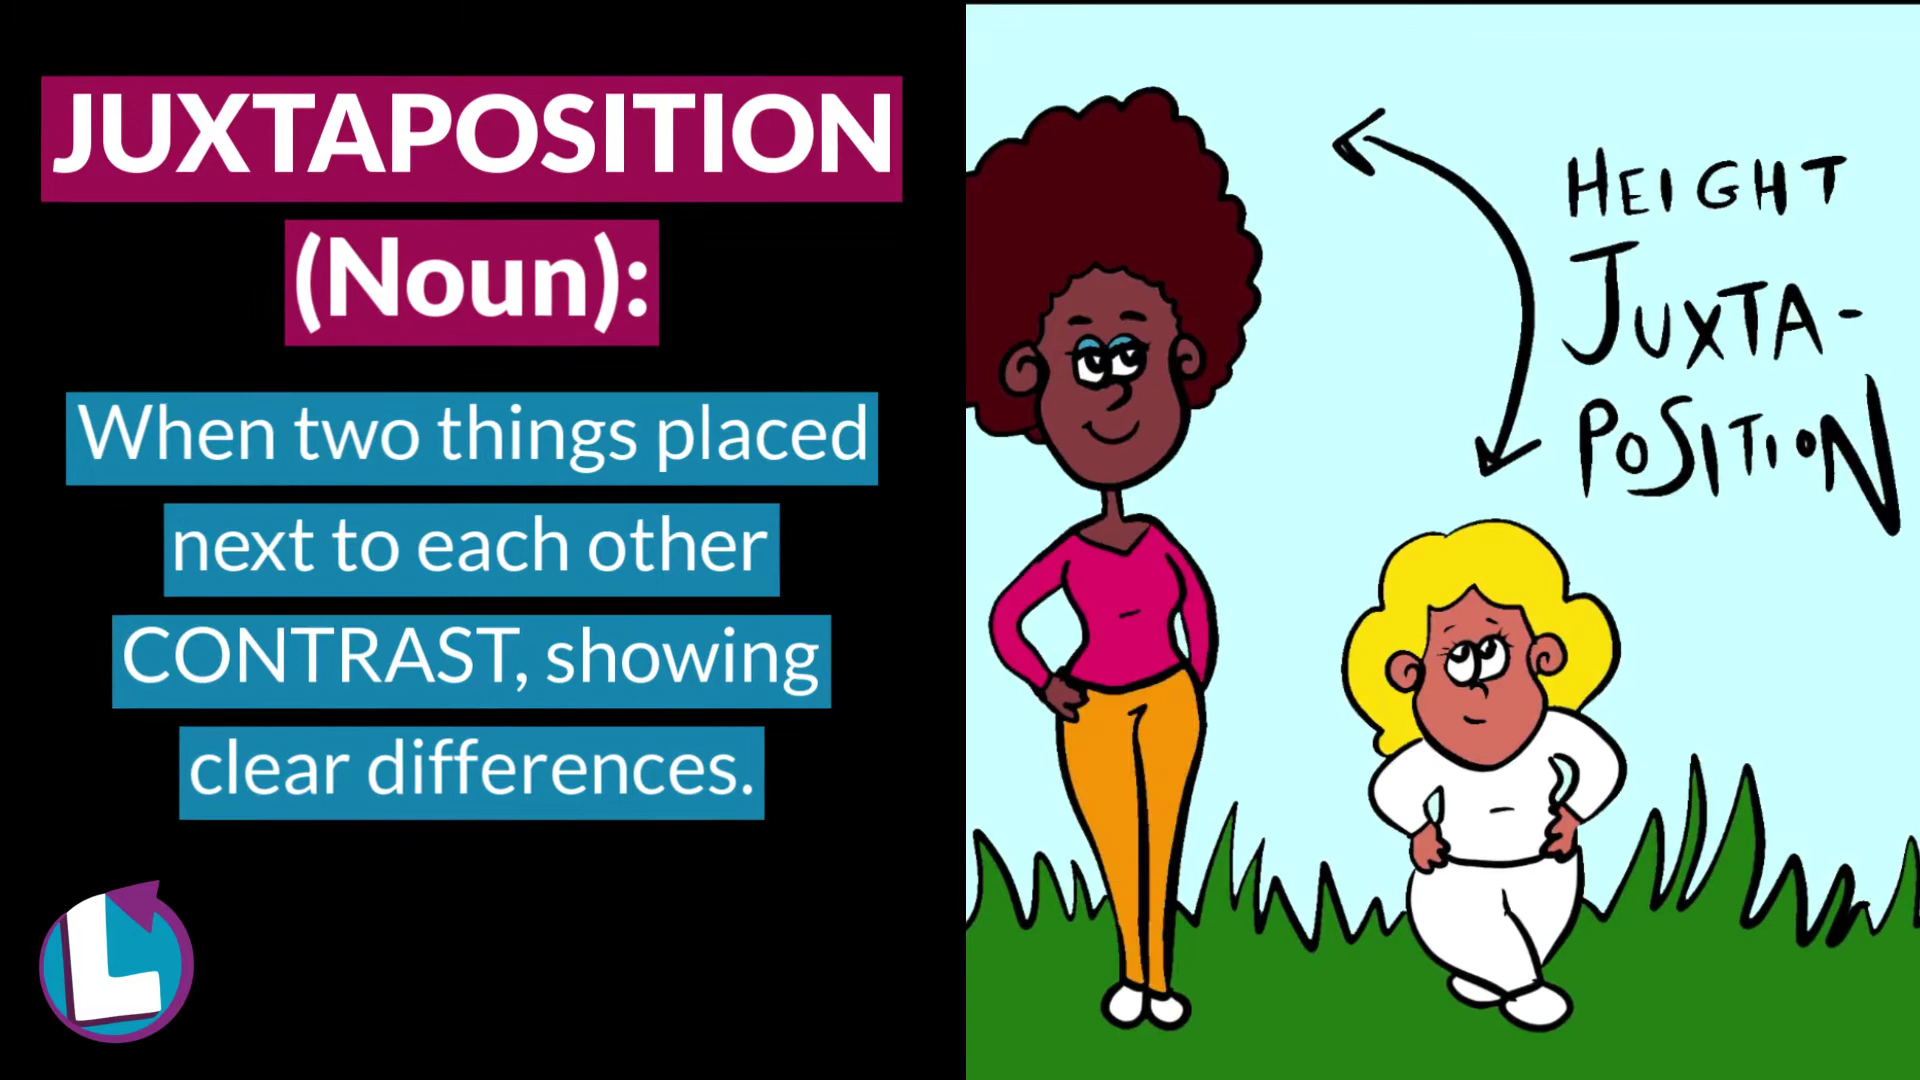 JUXTAPOSITION
(Noun):
When two things placed
next to each other
CONTRAST, showing
clear differences.
L
HEIGHT
JUXTA-
POSITION